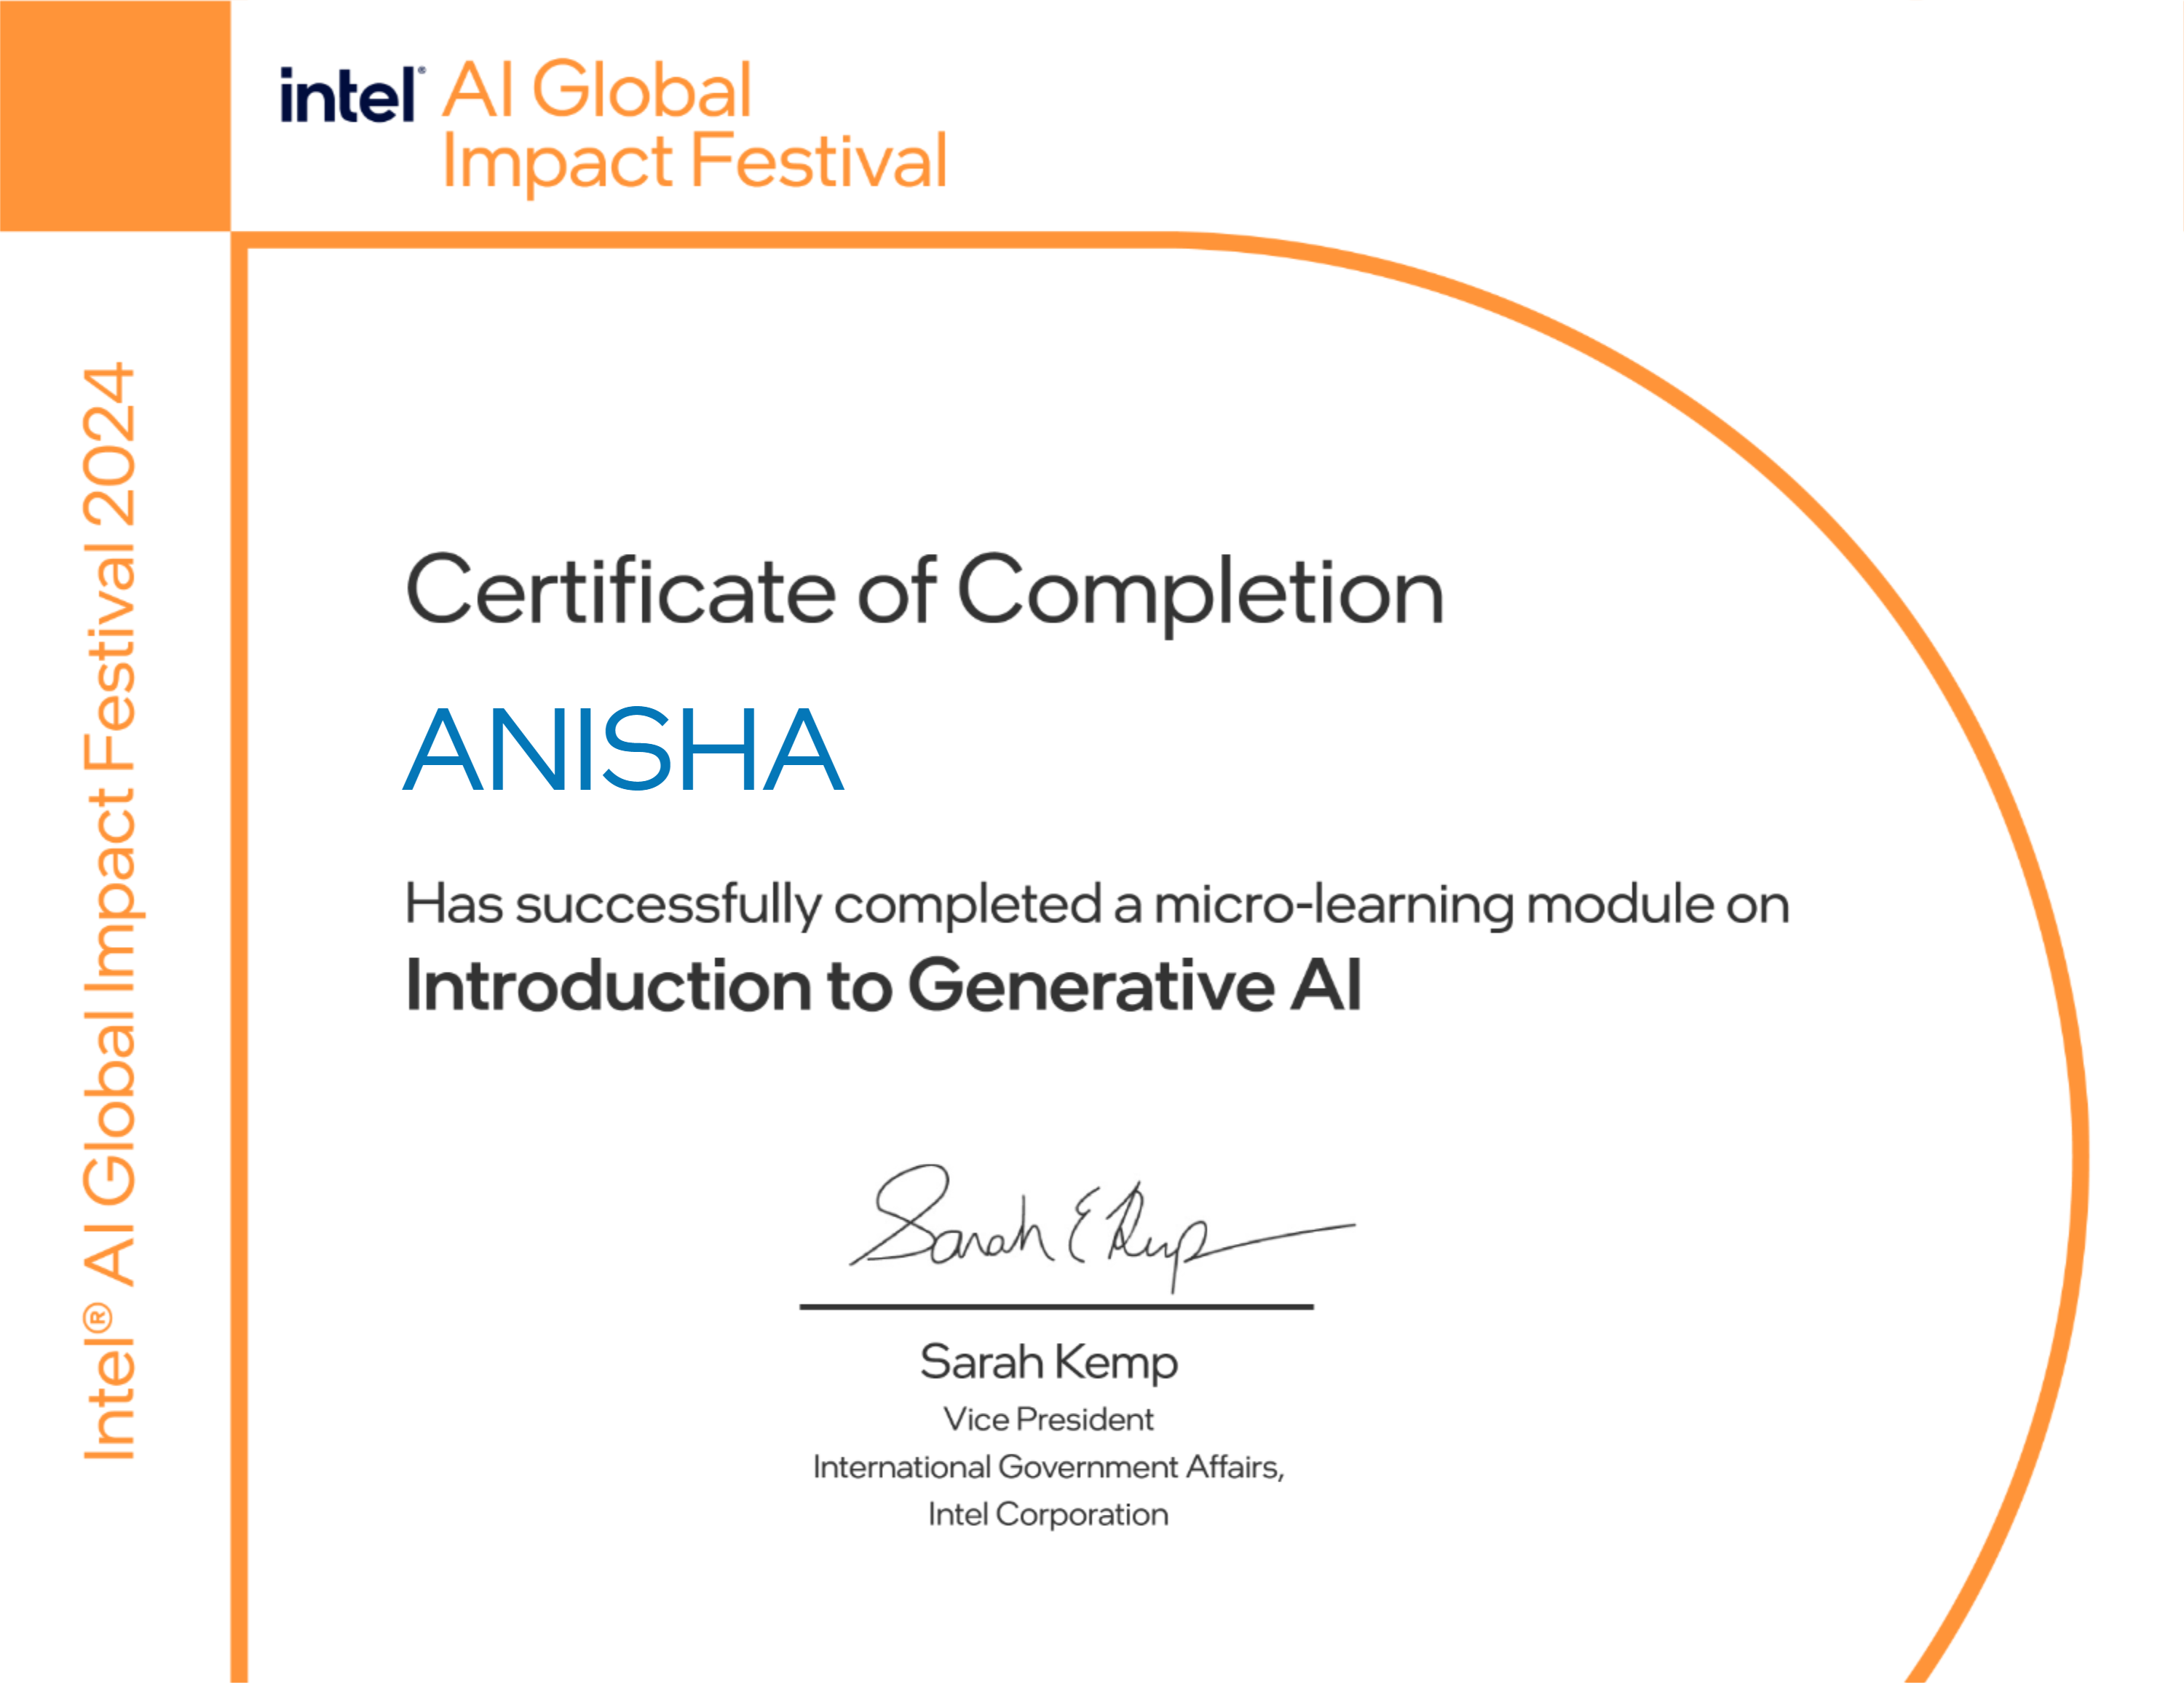 intel® AI Global
Impact Festival
Intel® AI Global Impact Festival 2024
Certificate of Completion
ANISHA
Has successfully completed a micro-learning module on
Introduction to Generative AI
Sarah E Kemp
Sarah Kemp
Vice President
International Government Affairs,
Intel Corporation